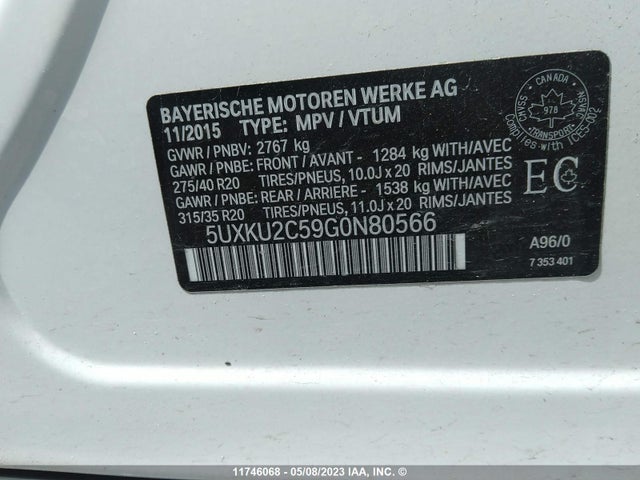 BAYERISCHE MOTOREN WERKE AG
11/2015 TYPE: MPV / VTUM
GVWR / PNBV: 2767 kg
GAWR / PNBE: FRONT / AVANT - 1284 kg WITH/AVEC
275/40 R20 TIRES/PNEUS, 10.0J x 20 RIMS/JANTES
GAWR / PNBE: REAR / ARRIERE - 1538 kg WITH/AVEC
315/35 R20 TIRES/PNEUS, 11.0J x 20 RIMS/JANTES
5UXKU2C59G0N80566
CANADA
978
TRANSPORT
Complies with ICES-002
CMVSS
NSVAC
EC
A96/0
7 353 401
11746068 - 05/08/2023 IAA, INC. ©